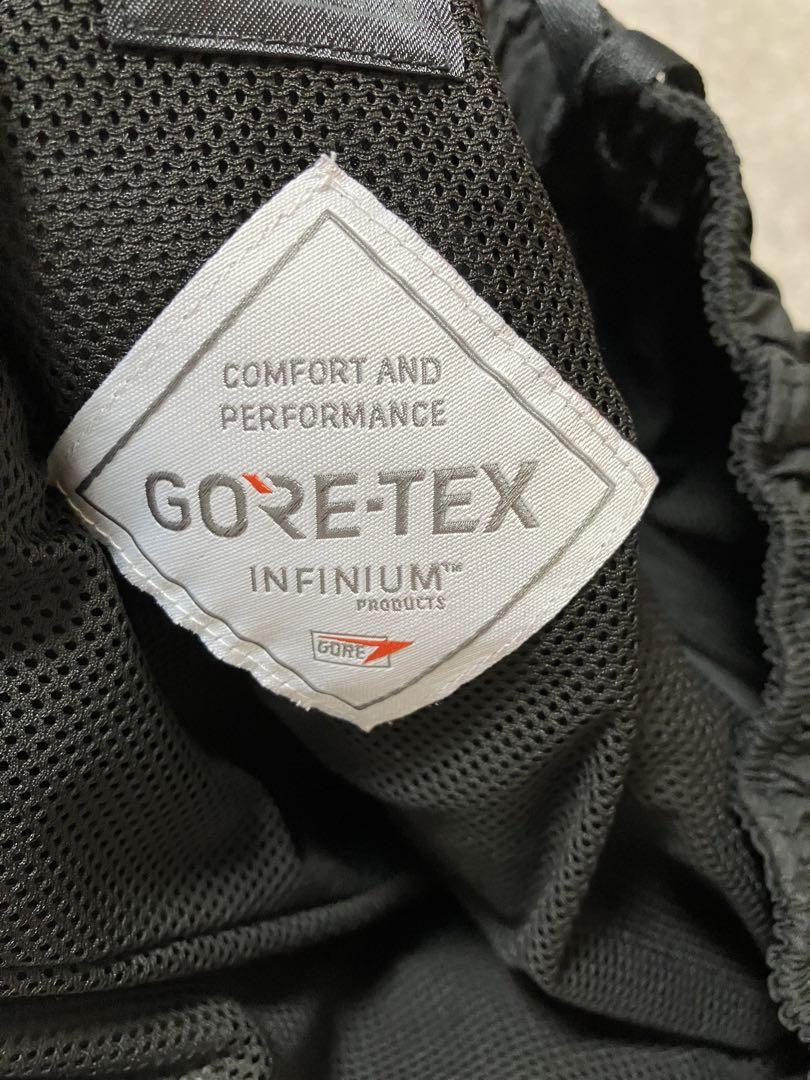 COMFORT AND
PERFORMANCE
GORE-TEX
INFINIUM™
PRODUCTS
GORE